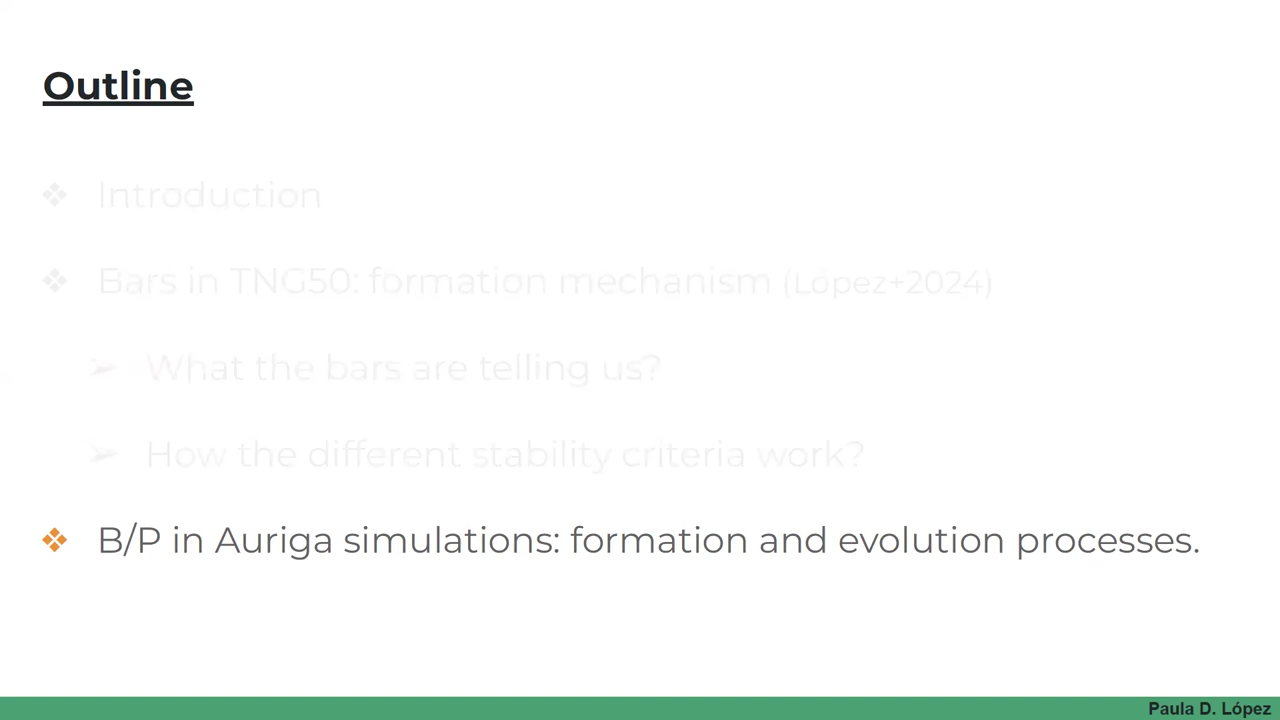 Outline
❖ Introduction
❖ Bars in TNG50: formation mechanism (López+2024)
➢ What the bars are telling us?
➢ How the different stability criteria work?
❖ B/P in Auriga simulations: formation and evolution processes.
Paula D. López